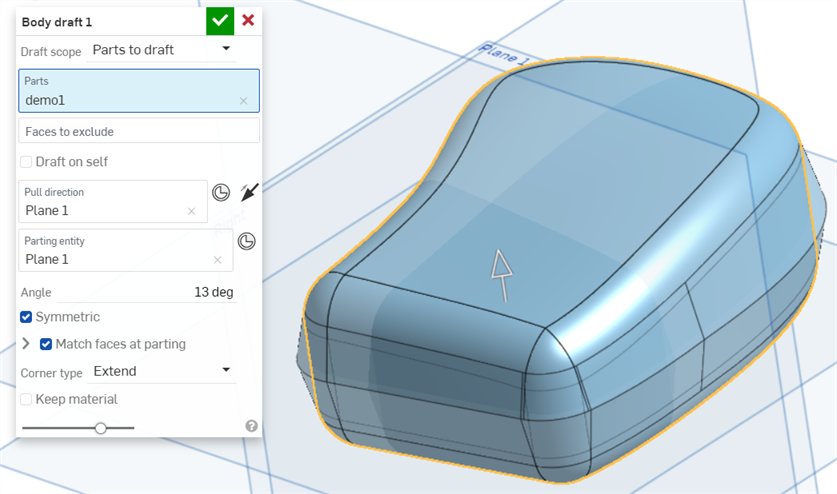 Body draft 1
Draft scope Parts to draft
Parts
demo1
Faces to exclude
Draft on self
Pull direction
Plane 1
Parting entity
Plane 1
Angle 13 deg
Symmetric
Match faces at parting
Corner type Extend
Keep material
?
Plane 1